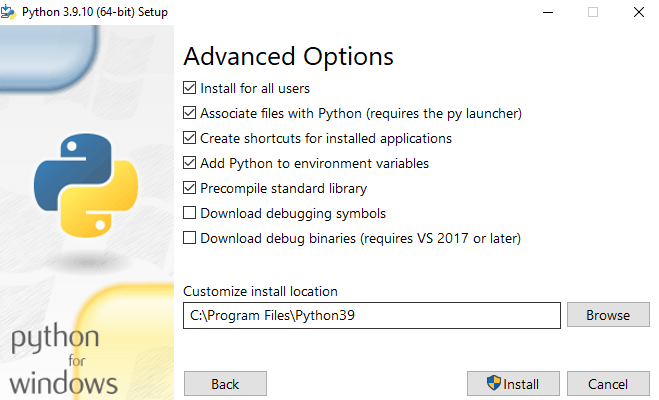 Python 3.9.10 (64-bit) Setup
Advanced Options
Install for all users
Associate files with Python (requires the py launcher)
Create shortcuts for installed applications
Add Python to environment variables
Precompile standard library
Download debugging symbols
Download debug binaries (requires VS 2017 or later)
Customize install location
C:\Program Files\Python39
Browse
python
for
windows
Back
Install
Cancel